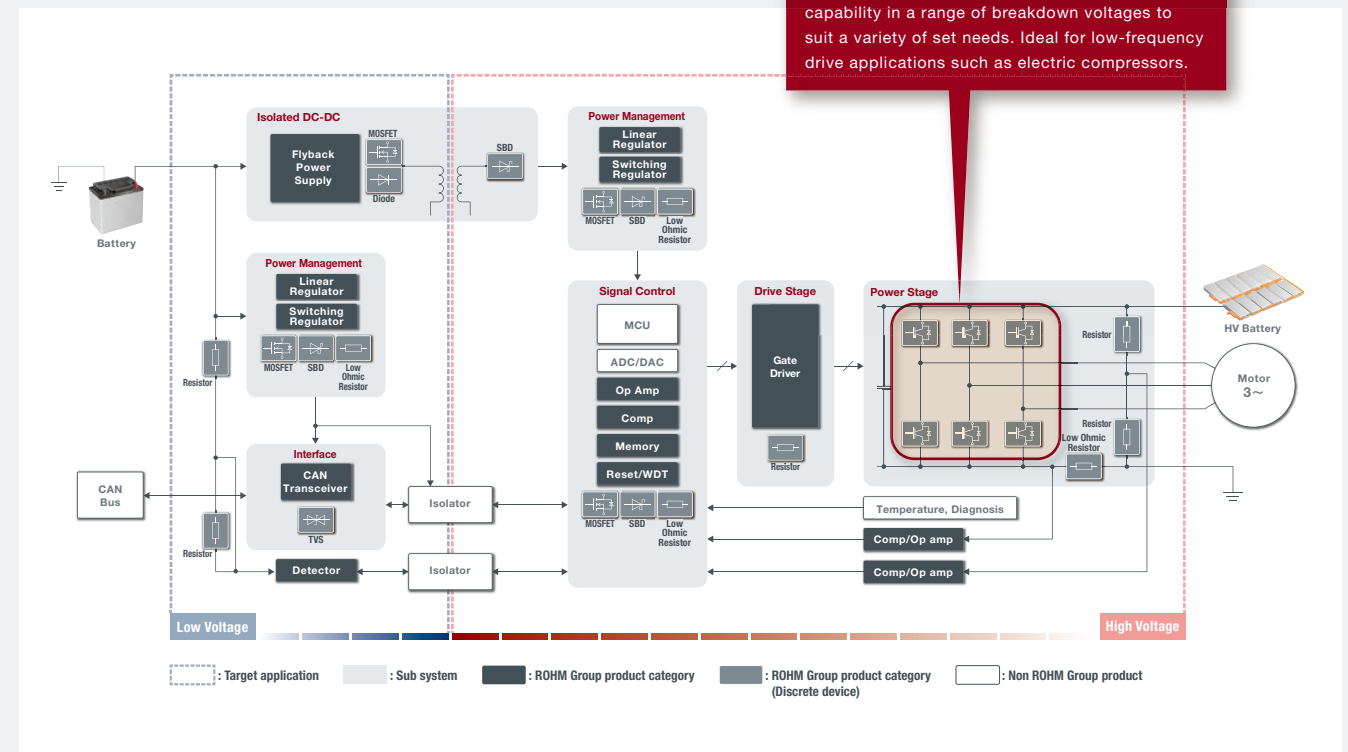 capability in a range of breakdown voltages to
suit a variety of set needs. Ideal for low-frequency
drive applications such as electric compressors.
Isolated DC-DC
Flyback
Power
Supply
MOSFET
Diode
SBD
Power Management
Linear
Regulator
Switching
Regulator
MOSFET
SBD
Low
Ohmic
Resistor
Battery
Power Management
Linear
Regulator
Switching
Regulator
MOSFET
SBD
Low
Ohmic
Resistor
Resistor
Signal Control
MCU
ADC/DAC
Op Amp
Comp
Memory
Reset/WDT
MOSFET
SBD
Low
Ohmic
Resistor
Drive Stage
Gate
Driver
Resistor
Power Stage
Resistor
Resistor
Low Ohmic
Resistor
HV Battery
Motor
3~
Interface
CAN
Transceiver
TVS
CAN
Bus
Resistor
Isolator
Detector
Isolator
Temperature, Diagnosis
Comp/Op amp
Comp/Op amp
Low Voltage
High Voltage
: Target application
: Sub system
: ROHM Group product category
: ROHM Group product category
(Discrete device)
: Non ROHM Group product